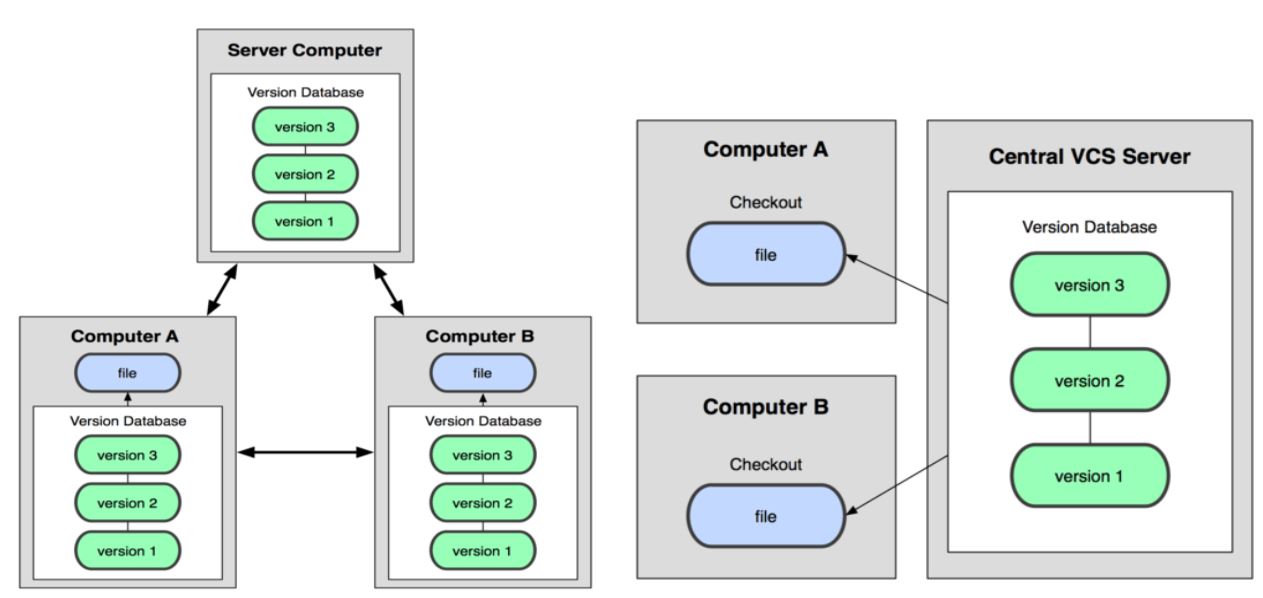 Server Computer
Version Database
version 3
version 2
version 1
Computer A
file
Version Database
version 3
version 2
version 1
Computer B
file
Version Database
version 3
version 2
version 1
Computer A
Checkout
file
Computer B
Checkout
file
Central VCS Server
Version Database
version 3
version 2
version 1